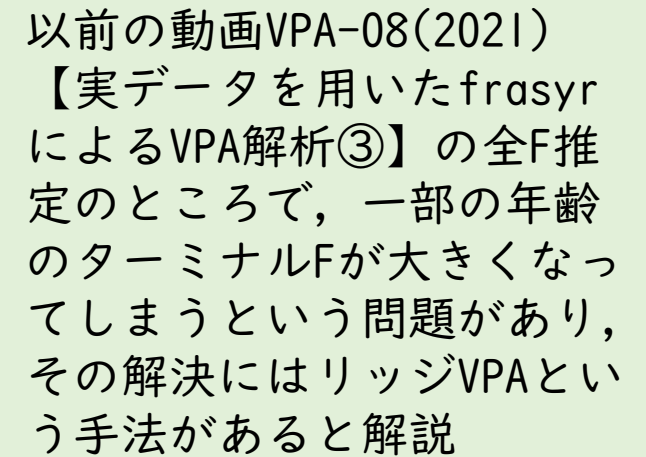 以前の動画VPA-08(2021)
【実データを用いたfrasyr
によるVPA解析③】の全F推
定のところで，一部の年齢
のターミナルFが大きくなっ
てしまうという問題があり，
その解決にはリッジVPAとい
う手法があると解説